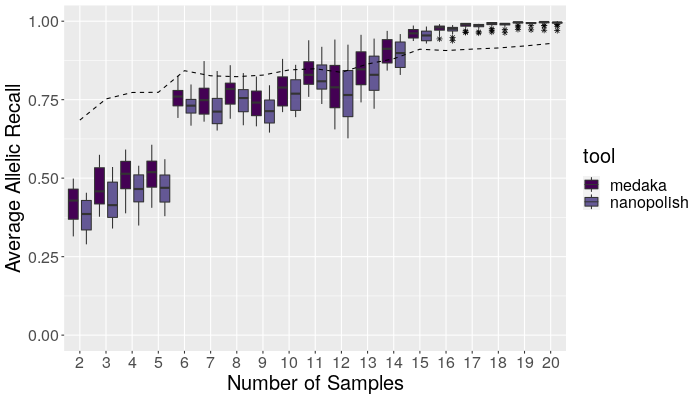 Average Allelic Recall
1.00
0.75
0.50
0.25
0.00
2 3 4 5 6 7 8 9 10 11 12 13 14 15 16 17 18 19 20
Number of Samples
tool
medaka
nanopolish